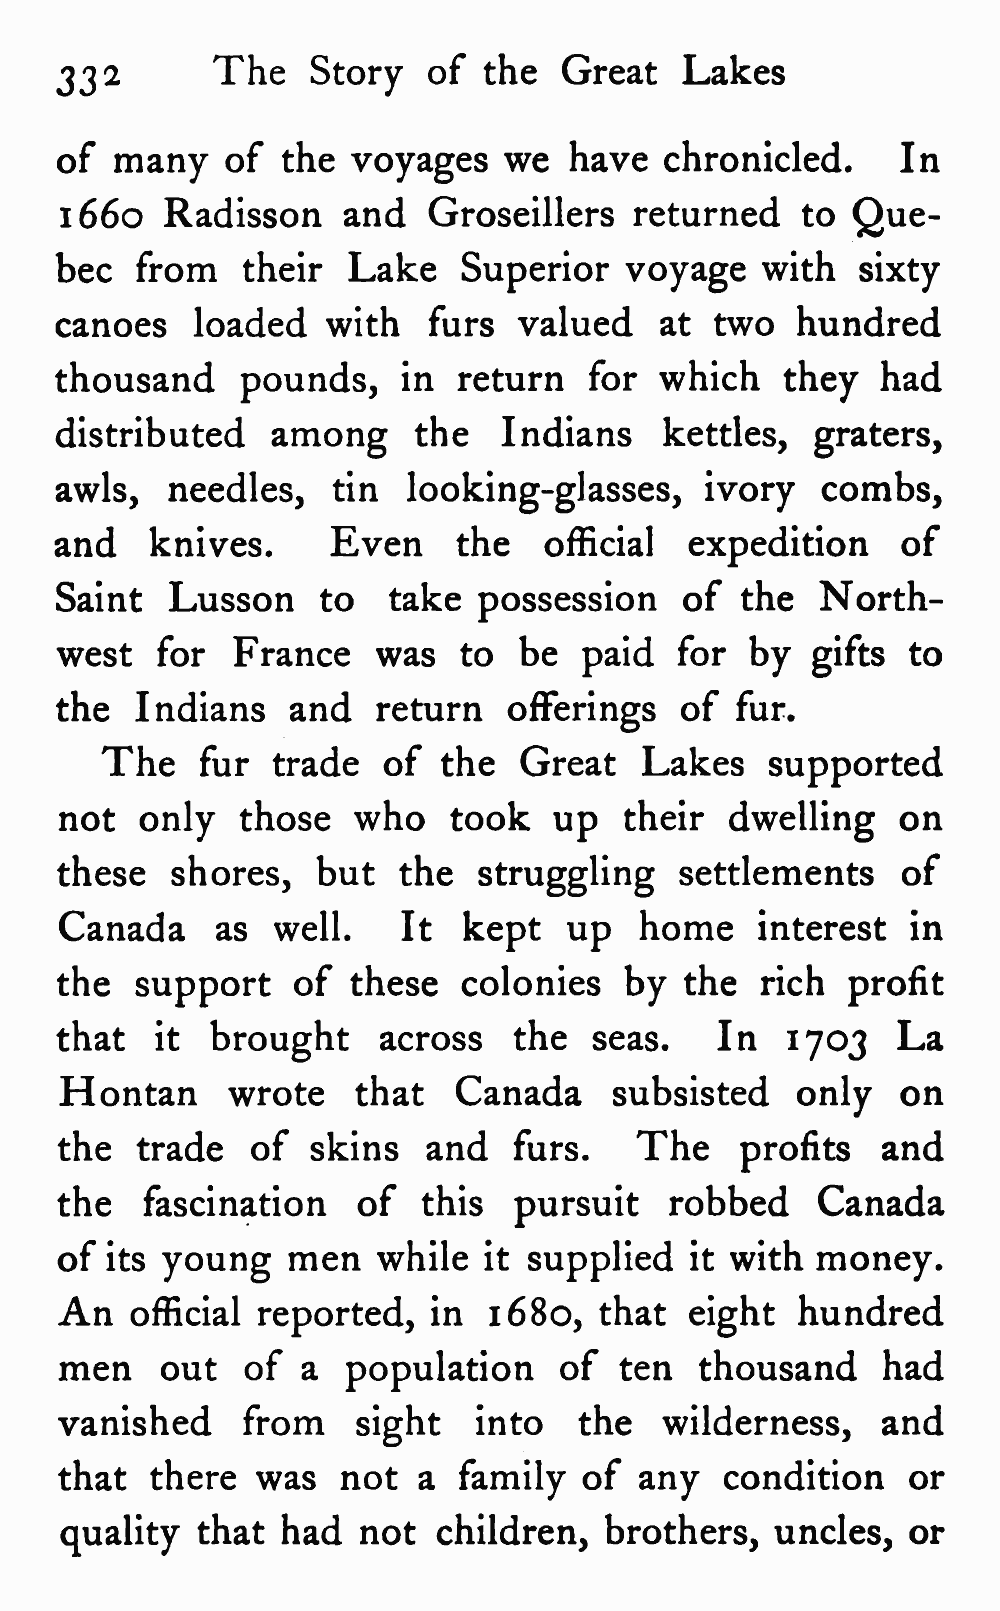 332 The Story of the Great Lakes
of many of the voyages we have chronicled. In
1660 Radisson and Groseillers returned to Que-
bec from their Lake Superior voyage with sixty
canoes loaded with furs valued at two hundred
thousand pounds, in return for which they had
distributed among the Indians kettles, graters,
awls, needles, tin looking-glasses, ivory combs,
and knives. Even the official expedition of
Saint Lusson to take possession of the North-
west for France was to be paid for by gifts to
the Indians and return offerings of fur.
The fur trade of the Great Lakes supported
not only those who took up their dwelling on
these shores, but the struggling settlements of
Canada as well. It kept up home interest in
the support of these colonies by the rich profit
that it brought across the seas. In 1703 La
Hontan wrote that Canada subsisted only on
the trade of skins and furs. The profits and
the fascination of this pursuit robbed Canada
of its young men while it supplied it with money.
An official reported, in 1680, that eight hundred
men out of a population of ten thousand had
vanished from sight into the wilderness, and
that there was not a family of any condition or
quality that had not children, brothers, uncles, or